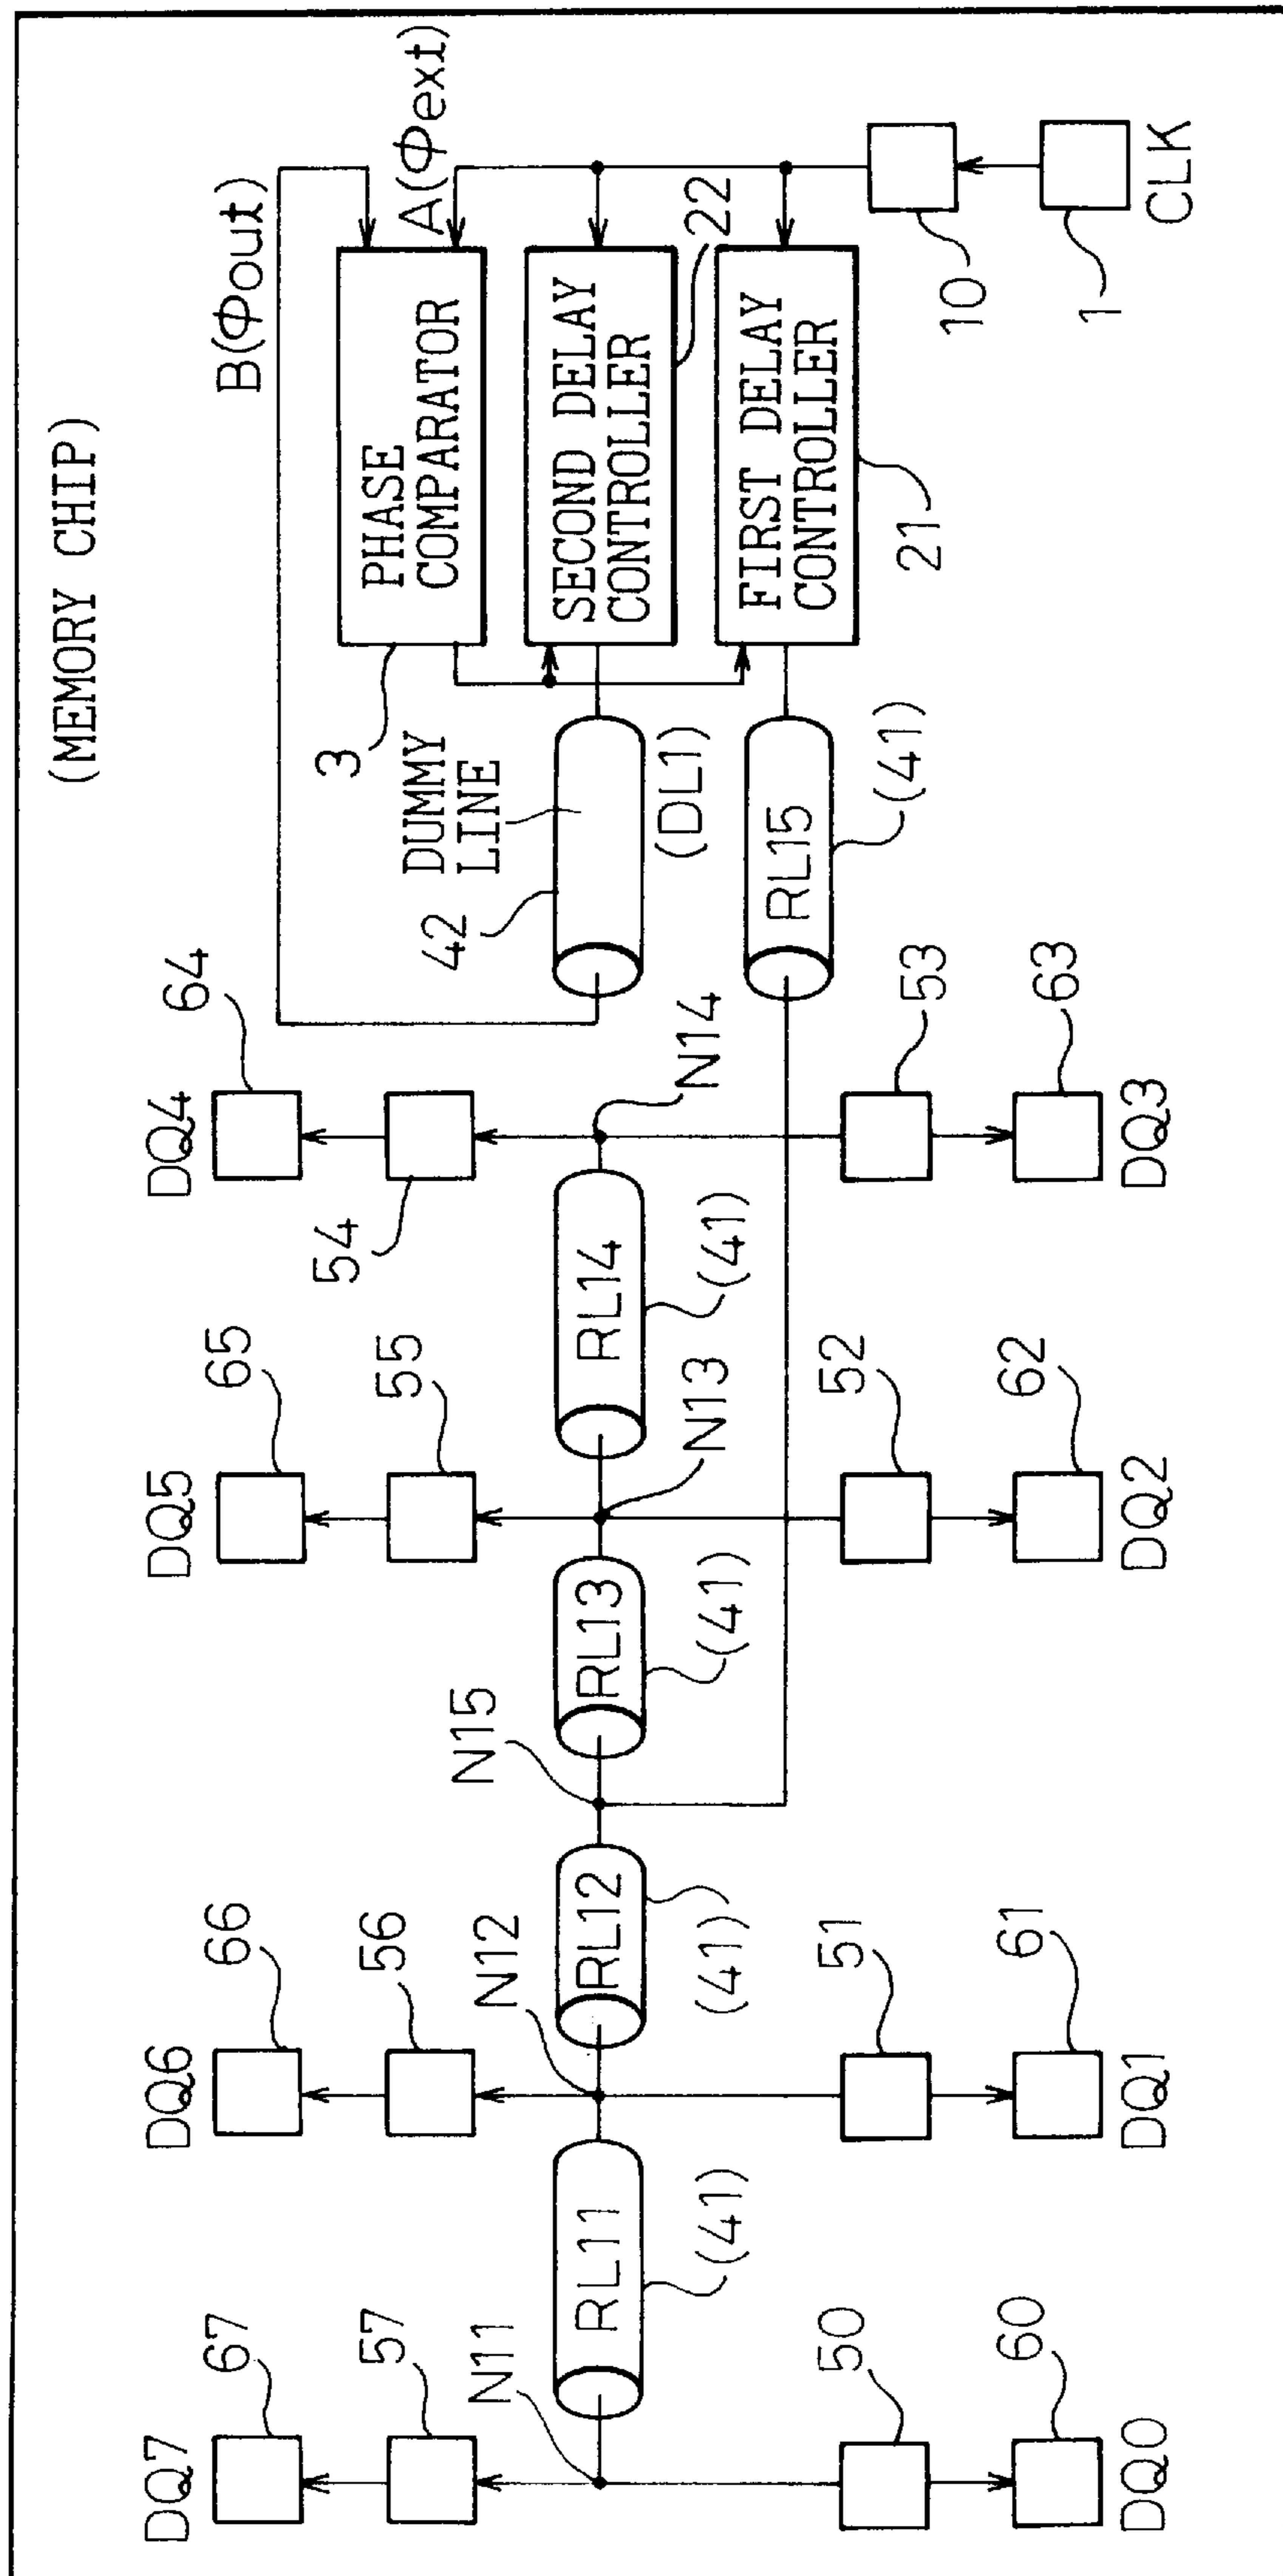 (MEMORY CHIP)
B(Φout)
A(Φext)
PHASE
COMPARATOR
3
SECOND DELAY
CONTROLLER
22
FIRST DELAY
CONTROLLER
21
10
1
CLK
DUMMY
LINE
42
(DL1)
RL15
(41)
DQ7
67
57
N11
RL11
(41)
50
60
DQ0
DQ6
66
56
N12
RL12
(41)
51
61
DQ1
N15
RL13
(41)
DQ5
65
55
N13
RL14
(41)
52
62
DQ2
DQ4
64
54
N14
53
63
DQ3